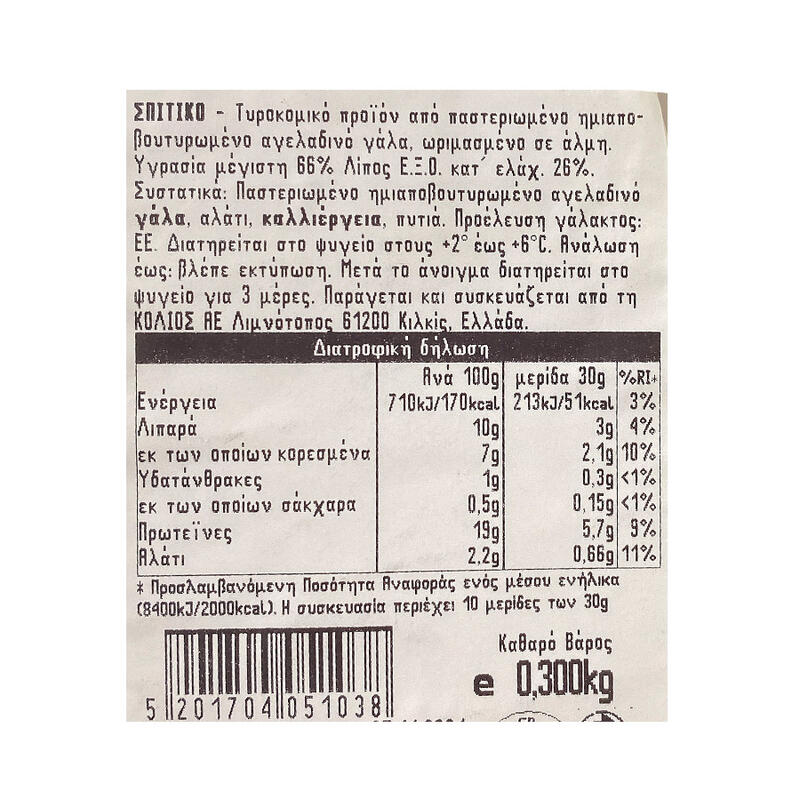 ΣΠΙΤΙΚΟ - Τυροκομικό προϊόν από παστεριωμένο ημιαπο-
βουτυρωμένο αγελαδινό γάλα, ωριμασμένο σε άλμη.
Υγρασία μέγιστη 66% Λίπος Ε.Ξ.Ο. κατ΄ ελάχ. 26%.
Συστατικά: Παστεριωμένο ημιαποβουτυρωμένο αγελαδινό
γάλα, αλάτι, καλλιέργεια, πυτιά. Προέλευση γάλακτος:
ΕΕ. Διατηρείται στο ψυγείο στους +2° έως +6°C. Ανάλωση
έως: βλέπε εκτύπωση. Μετά το άνοιγμα διατηρείται στο
ψυγείο για 3 μέρες. Παράγεται και συσκευάζεται από τη
ΚΟΛΙΟΣ ΑΕ Λιμνότοπος 61200 Κιλκίς, Ελλάδα.
Διατροφική δήλωση
Ανά 100g μερίδα 30g %RI*
Ενέργεια 710kJ/170kcal 213kJ/51kcal 3%
Λιπαρά 10g 3g 4%
εκ των οποίων κορεσμένα 7g 2,1g 10%
Υδατάνθρακες 1g 0,3g <1%
εκ των οποίων σάκχαρα 0,5g 0,15g <1%
Πρωτεϊνες 19g 5,7g 9%
Αλάτι 2,2g 0,66g 11%
* Προσλαμβανόμενη Ποσότητα Αναφοράς ενός μέσου ενήλικα
(8400kJ/2000kcal). Η συσκευασία περιέχει 10 μερίδες των 30g
Καθαρό Βάρος
e 0,300kg
5 201704 051038